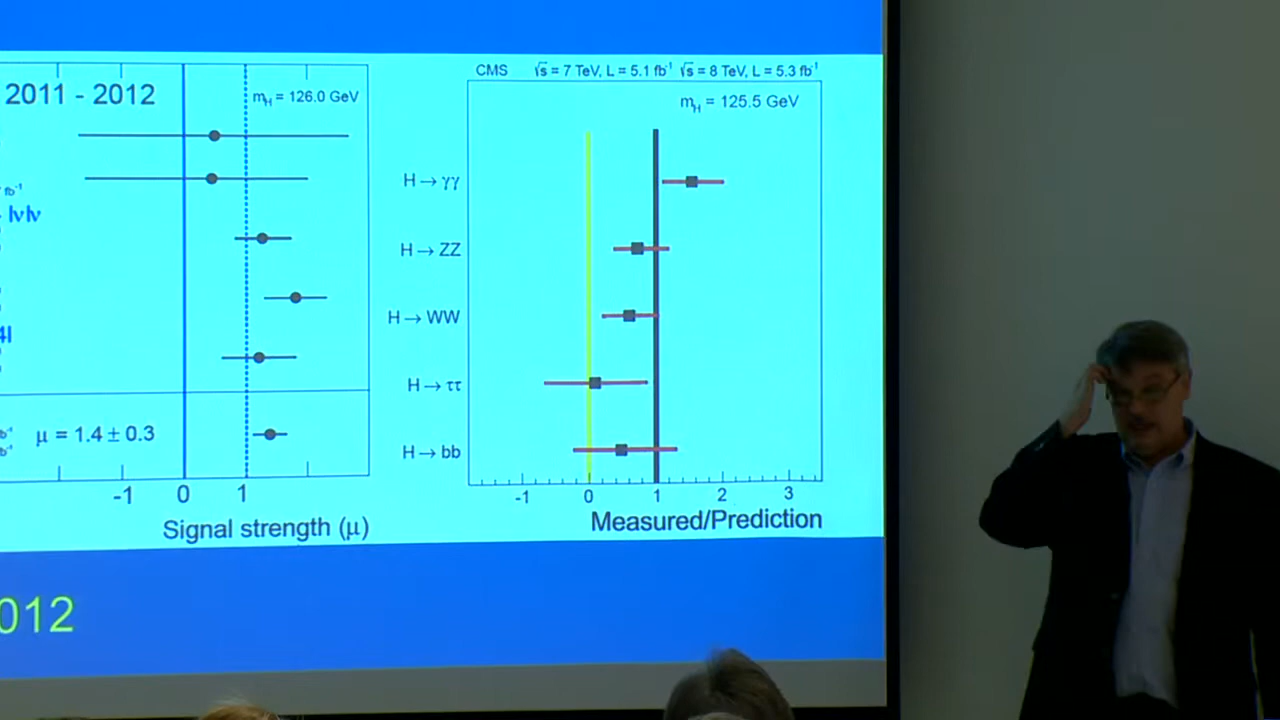 2011 - 2012
m_H = 126.0 GeV
fb⁻¹
lνlν
4l
μ = 1.4 ± 0.3
-1 0 1
Signal strength (μ)
CMS √s = 7 TeV, L = 5.1 fb⁻¹ √s = 8 TeV, L = 5.3 fb⁻¹
m_H = 125.5 GeV
H → γγ
H → ZZ
H → WW
H → ττ
H → bb
-1 0 1 2 3
Measured/Prediction
012